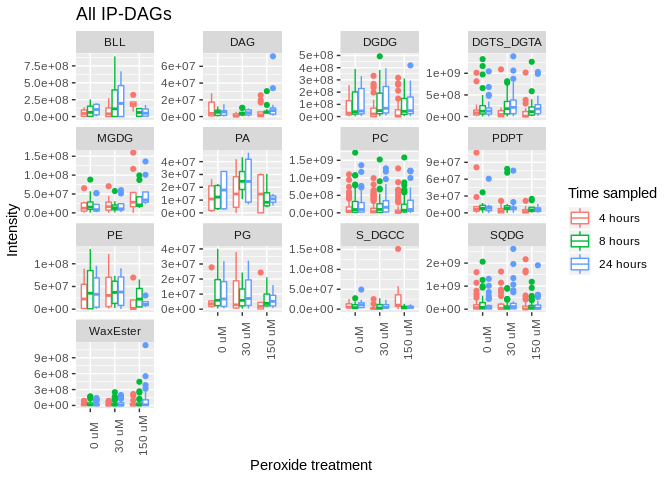 All IP-DAGs
BLL DAG DGDG DGTS_DGTA
7.5e+08 5.0e+08 2.5e+08 0.0e+00
6e+07 4e+07 2e+07 0e+00
5e+08 4e+08 3e+08 2e+08 1e+08 0e+00
1e+09 5e+08 0e+00
MGDG PA PC PDPT
1.5e+08 1.0e+08 5.0e+07 0.0e+00
4e+07 3e+07 2e+07 1e+07 0e+00
1.5e+09 1.0e+09 5.0e+08 0.0e+00
9e+07 6e+07 3e+07 0e+00
PE PG S_DGCC SQDG
1e+08 5e+07 0e+00
4e+07 3e+07 2e+07 1e+07 0e+00
1.5e+08 1.0e+08 5.0e+07 0.0e+00
2e+09 1e+09 0e+00
WaxEster
9e+08 6e+08 3e+08 0e+00
0 uM 30 uM 150 uM
0 uM 30 uM 150 uM
0 uM 30 uM 150 uM
0 uM 30 uM 150 uM
Intensity
Peroxide treatment
Time sampled
4 hours
8 hours
24 hours